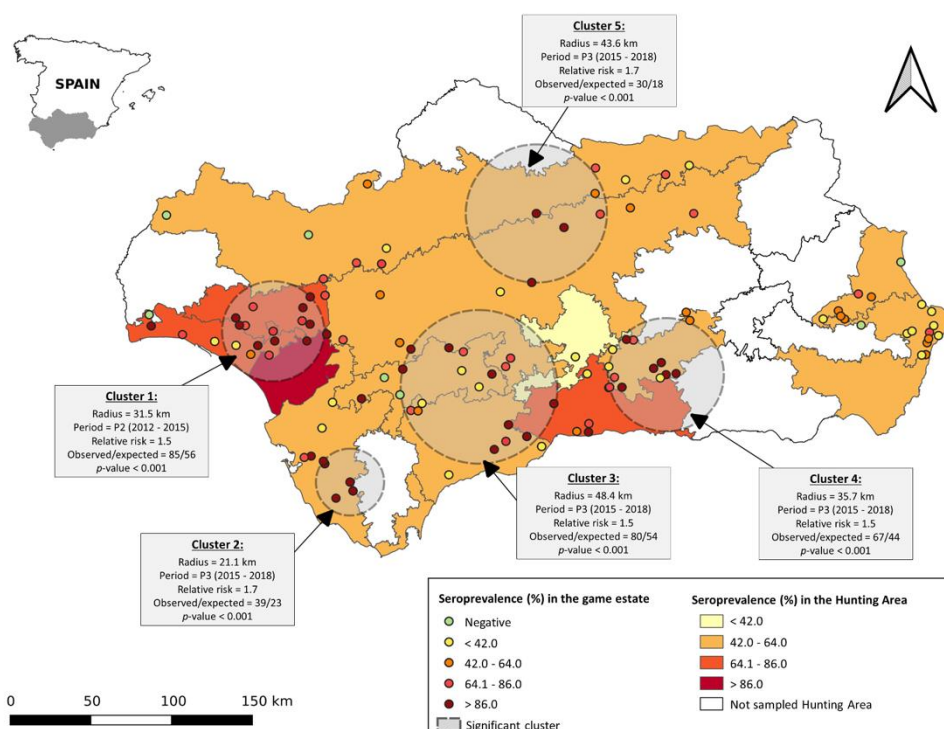 SPAIN
Cluster 5:
Radius = 43.6 km
Period = P3 (2015 - 2018)
Relative risk = 1.7
Observed/expected = 30/18
p-value < 0.001
Cluster 1:
Radius = 31.5 km
Period = P2 (2012 - 2015)
Relative risk = 1.5
Observed/expected = 85/56
p-value < 0.001
Cluster 2:
Radius = 21.1 km
Period = P3 (2015 - 2018)
Relative risk = 1.7
Observed/expected = 39/23
p-value < 0.001
Cluster 3:
Radius = 48.4 km
Period = P3 (2015 - 2018)
Relative risk = 1.5
Observed/expected = 80/54
p-value < 0.001
Cluster 4:
Radius = 35.7 km
Period = P3 (2015 - 2018)
Relative risk = 1.5
Observed/expected = 67/44
p-value < 0.001
Seroprevalence (%) in the game estate
Negative
< 42.0
42.0 - 64.0
64.1 - 86.0
> 86.0
Significant cluster
Seroprevalence (%) in the Hunting Area
< 42.0
42.0 - 64.0
64.1 - 86.0
> 86.0
Not sampled Hunting Area
0 50 100 150 km